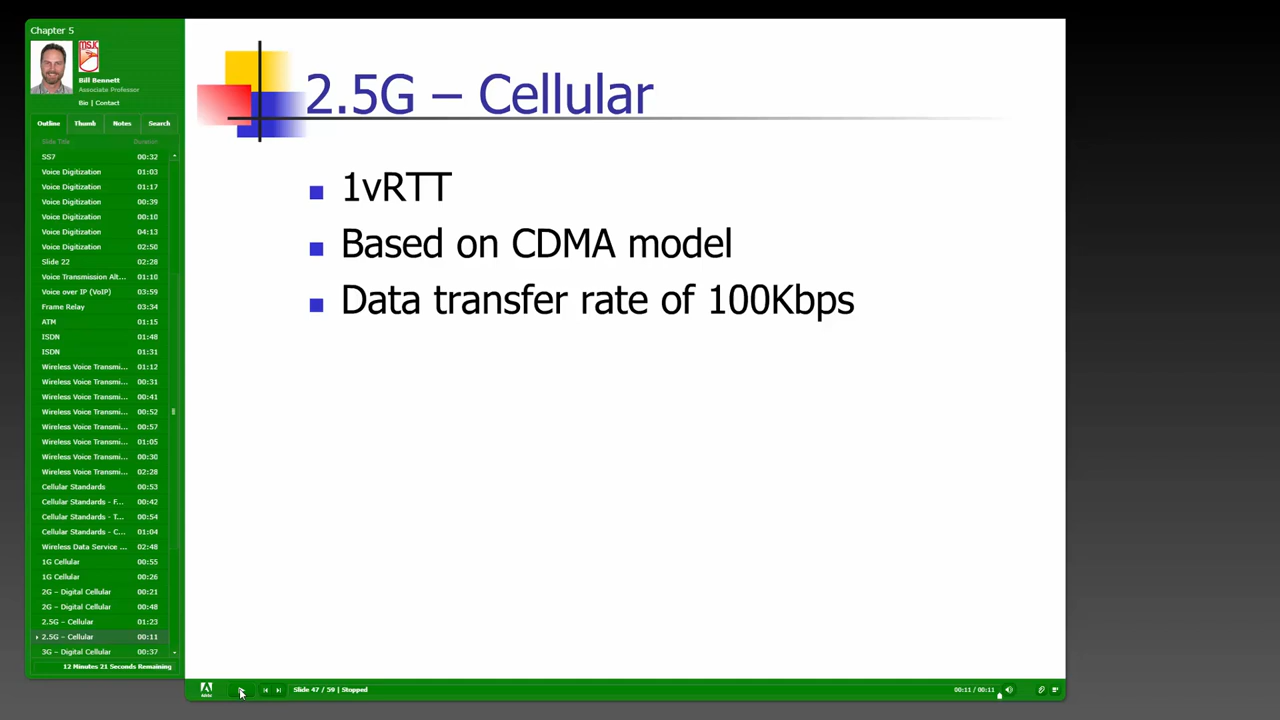 Chapter 5
DSK
Bill Bennett
Associate Professor
Bio | Contact
Outline Thumb Notes Search
Slide Title Duration
SS7 00:32
Voice Digitization 01:03
Voice Digitization 01:17
Voice Digitization 00:39
Voice Digitization 00:10
Voice Digitization 04:13
Voice Digitization 02:50
Slide 22 02:28
Voice Transmission Alt... 01:10
Voice over IP (VoIP) 03:59
Frame Relay 03:34
ATM 01:15
ISDN 01:48
ISDN 01:31
Wireless Voice Transmi... 01:12
Wireless Voice Transmi... 00:31
Wireless Voice Transmi... 00:41
Wireless Voice Transmi... 00:52
Wireless Voice Transmi... 00:57
Wireless Voice Transmi... 01:05
Wireless Voice Transmi... 00:30
Wireless Voice Transmi... 02:28
Cellular Standards 00:53
Cellular Standards - F... 00:42
Cellular Standards - T... 00:54
Cellular Standards - C... 01:04
Wireless Data Service ... 02:48
1G Cellular 00:55
1G Cellular 00:26
2G – Digital Cellular 00:21
2G – Digital Cellular 00:48
2.5G – Cellular 01:23
2.5G – Cellular 00:11
3G – Digital Cellular 00:37
12 Minutes 21 Seconds Remaining
2.5G – Cellular
1vRTT
Based on CDMA model
Data transfer rate of 100Kbps
Slide 47 / 59 | Stopped
00:11 / 00:11